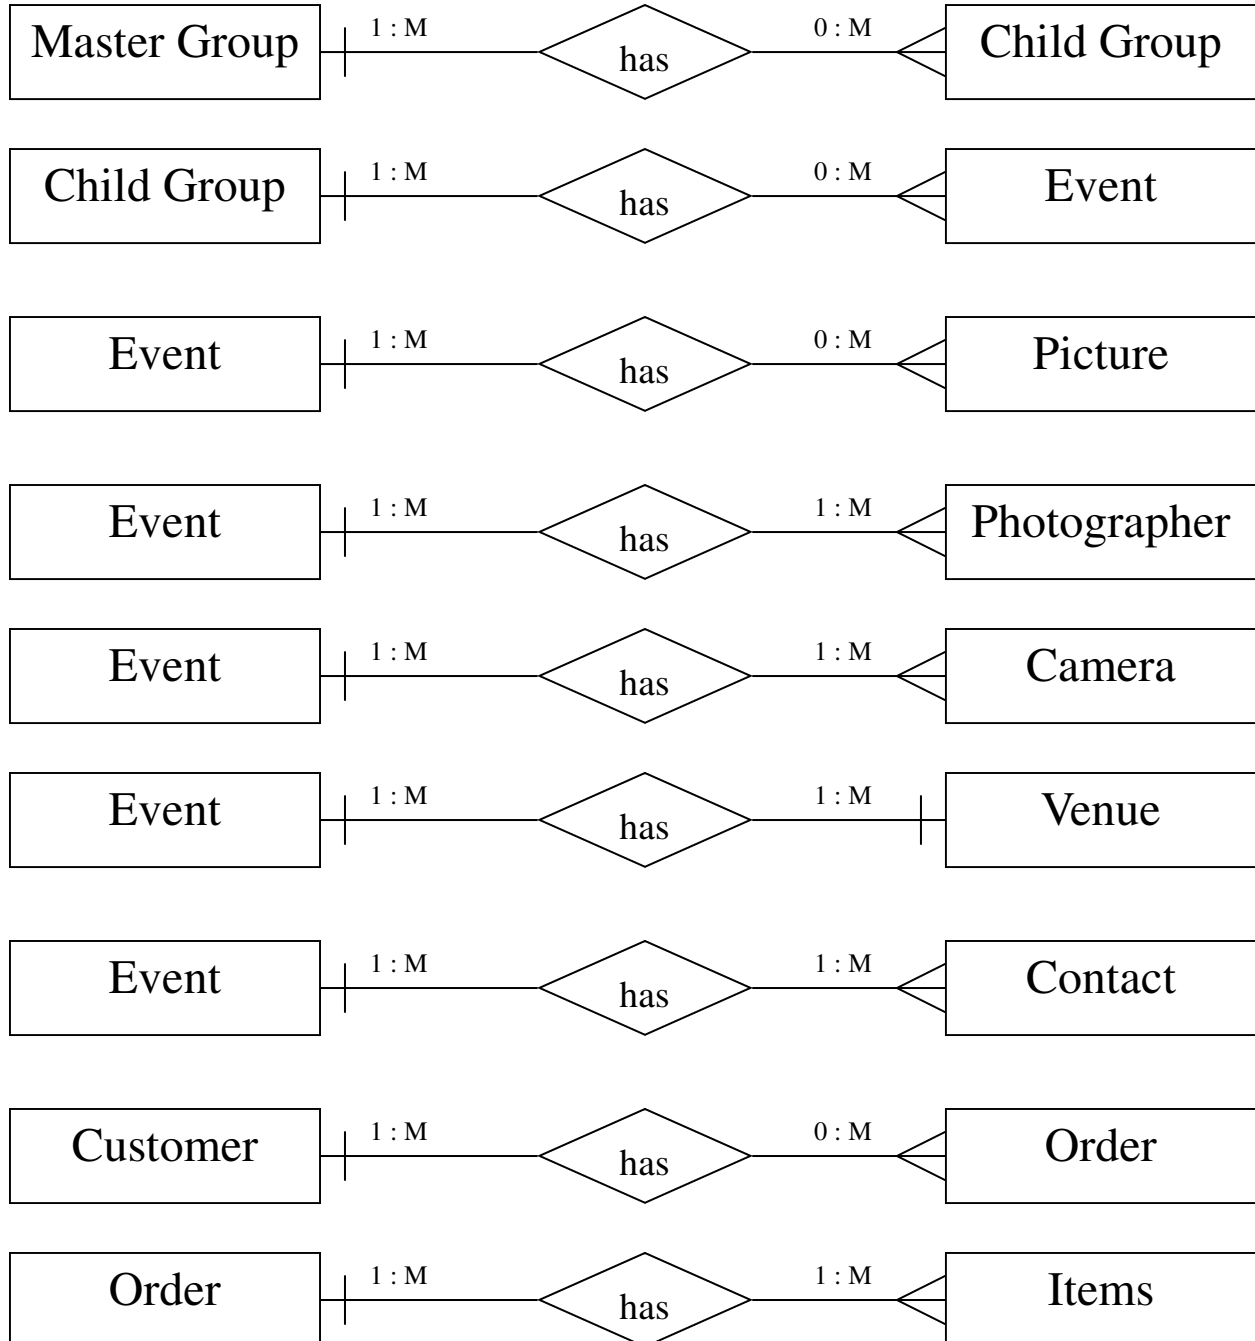 Master Group 1 : M has 0 : M Child Group
Child Group 1 : M has 0 : M Event
Event 1 : M has 0 : M Picture
Event 1 : M has 1 : M Photographer
Event 1 : M has 1 : M Camera
Event 1 : M has 1 : M Venue
Event 1 : M has 1 : M Contact
Customer 1 : M has 0 : M Order
Order 1 : M has 1 : M Items